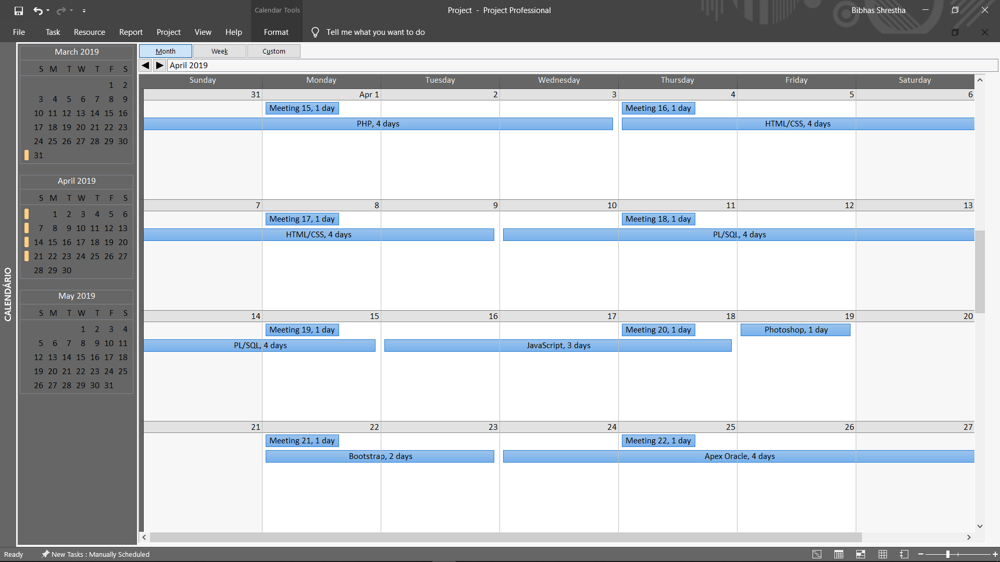 Calendar Tools
Project - Project Professional
Bibhas Shrestha
File Task Resource Report Project View Help Format Tell me what you want to do
March 2019
S M T W T F S
1 2
3 4 5 6 7 8 9
10 11 12 13 14 15 16
17 18 19 20 21 22 23
24 25 26 27 28 29 30
31
April 2019
S M T W T F S
1 2 3 4 5 6
7 8 9 10 11 12 13
14 15 16 17 18 19 20
21 22 23 24 25 26 27
28 29 30
May 2019
S M T W T F S
1 2 3 4
5 6 7 8 9 10 11
12 13 14 15 16 17 18
19 20 21 22 23 24 25
26 27 28 29 30 31
CALENDÁRIO
Month Week Custom
April 2019
Sunday Monday Tuesday Wednesday Thursday Friday Saturday
31 Apr 1 2 3 4 5 6
Meeting 15, 1 day Meeting 16, 1 day
PHP, 4 days HTML/CSS, 4 days
7 8 9 10 11 12 13
Meeting 17, 1 day Meeting 18, 1 day
HTML/CSS, 4 days PL/SQL, 4 days
14 15 16 17 18 19 20
Meeting 19, 1 day Meeting 20, 1 day Photoshop, 1 day
PL/SQL, 4 days JavaScript, 3 days
21 22 23 24 25 26 27
Meeting 21, 1 day Meeting 22, 1 day
Bootstrap, 2 days Apex Oracle, 4 days
Ready New Tasks : Manually Scheduled